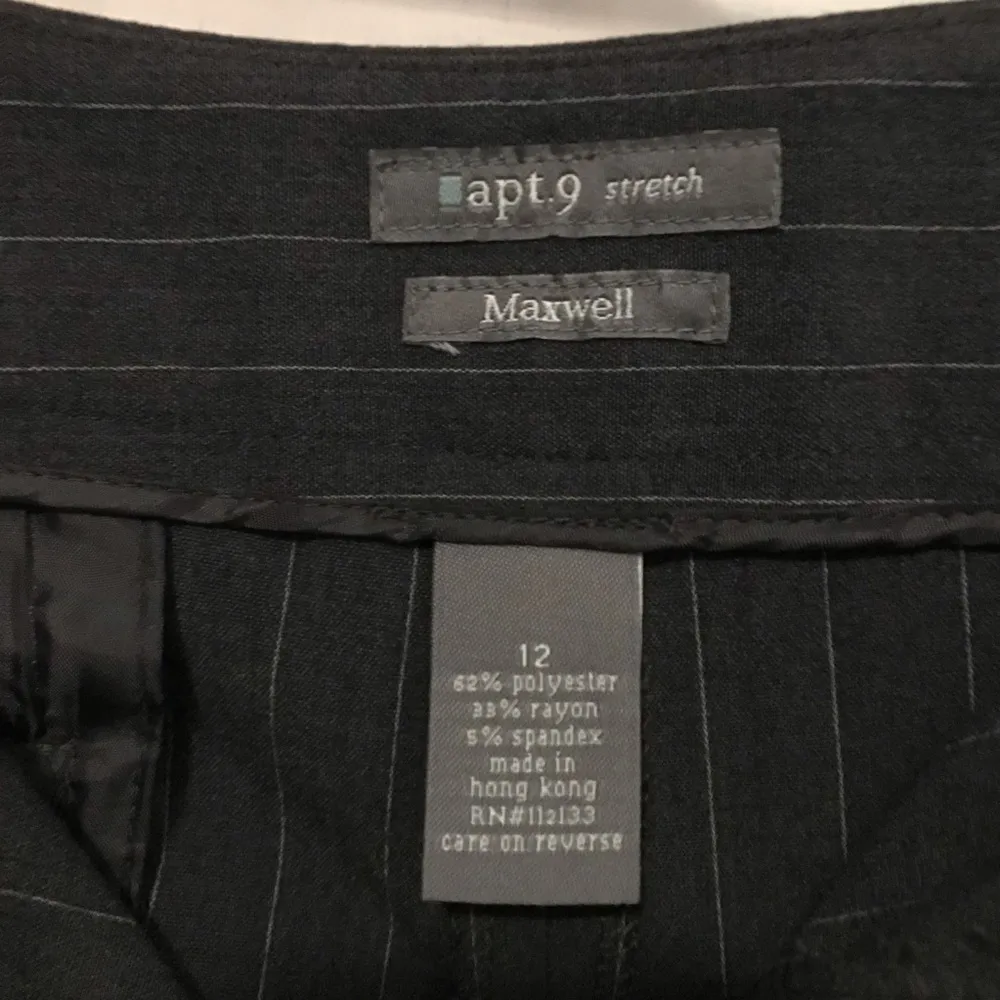 apt.9 stretch
Maxwell
12
62% polyester
33% rayon
5% spandex
made in
hong kong
RN#112133
care on reverse